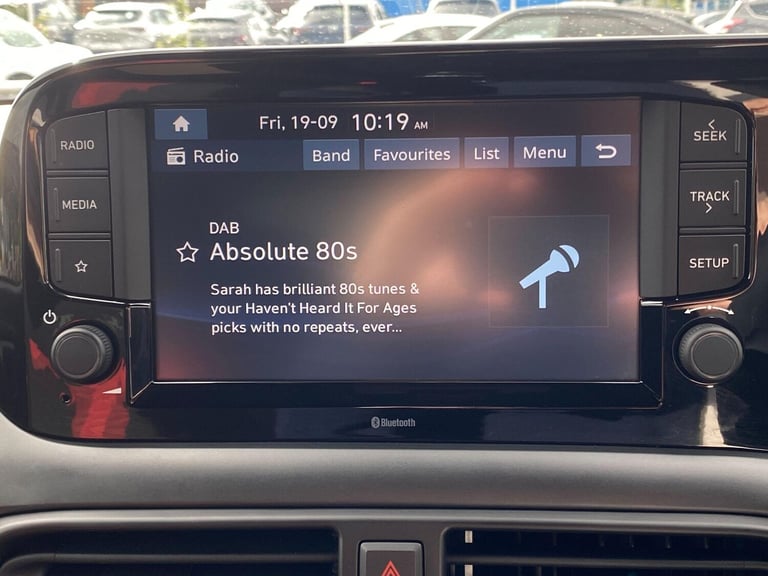 Fri, 19-09 10:19 AM
RADIO
Radio Band Favourites List Menu
SEEK
MEDIA
TRACK
DAB
Absolute 80s
SETUP
Sarah has brilliant 80s tunes &
your Haven't Heard It For Ages
picks with no repeats, ever...
Bluetooth